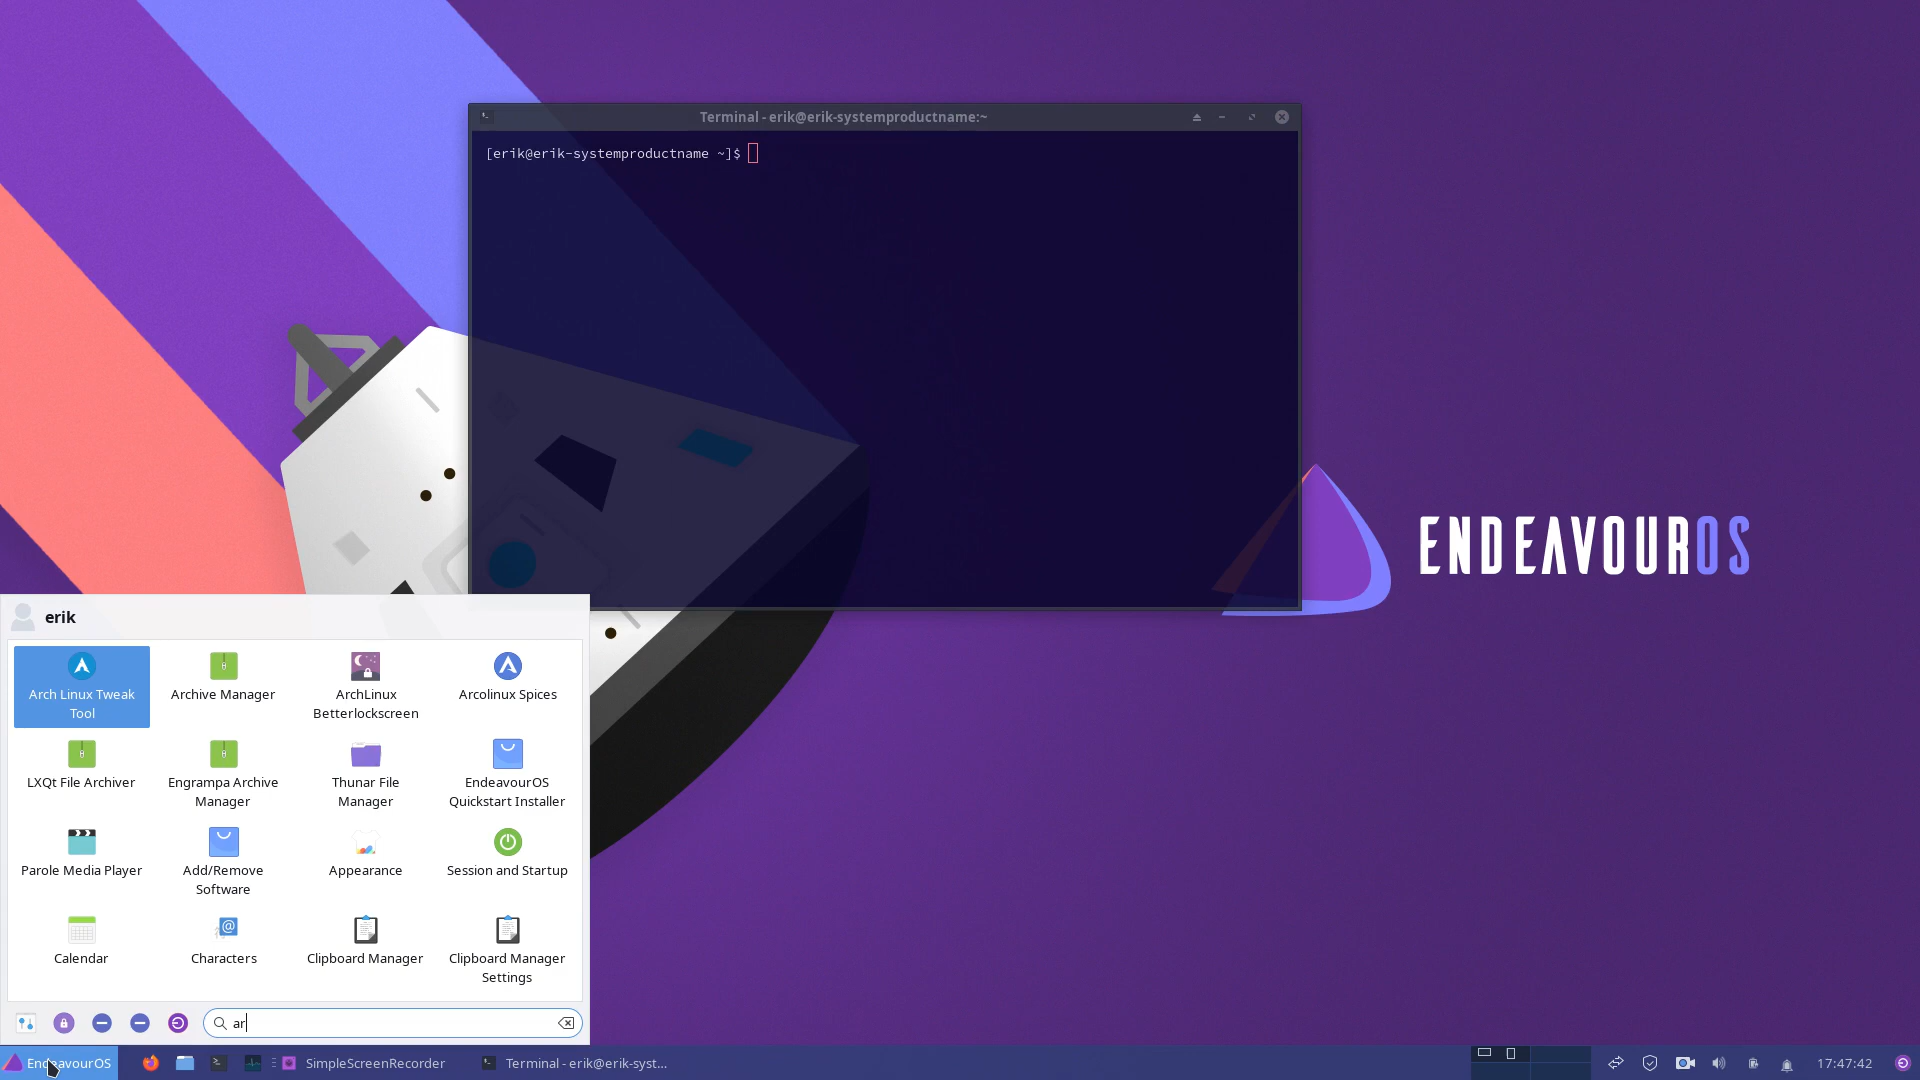 Terminal - erik@erik-systemproductname:~
[erik@erik-systemproductname ~]$
ENDEAVOUROS
erik
Arch Linux Tweak
Tool
Archive Manager
ArchLinux
Betterlockscreen
Arcolinux Spices
LXQt File Archiver
Engrampa Archive
Manager
Thunar File
Manager
EndeavourOS
Quickstart Installer
Parole Media Player
Add/Remove
Software
Appearance
Session and Startup
Calendar
Characters
Clipboard Manager
Clipboard Manager
Settings
ar
EndeavourOS
SimpleScreenRecorder
Terminal - erik@erik-syst...
17:47:42